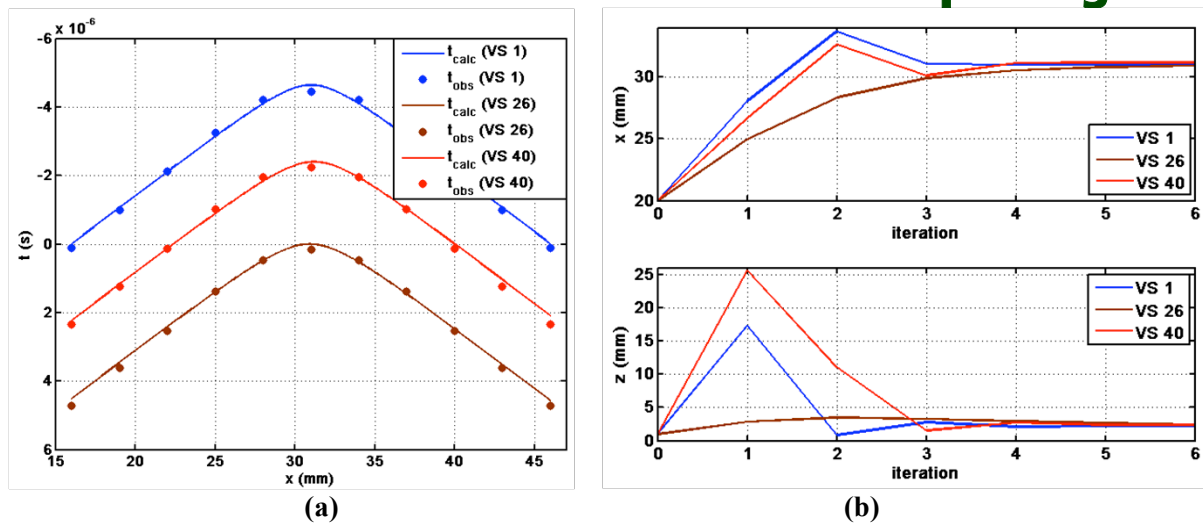 x 10⁻⁶
-6
-4
-2
0
2
4
6
t (s)
15 20 25 30 35 40 45
x (mm)
t_calc (VS 1)
t_obs (VS 1)
t_calc (VS 26)
t_obs (VS 26)
t_calc (VS 40)
t_obs (VS 40)
(a)
40
35
30
25
20
x (mm)
0 1 2 3 4 5 6
iteration
VS 1
VS 26
VS 40
25
20
15
10
5
0
z (mm)
0 1 2 3 4 5 6
iteration
VS 1
VS 26
VS 40
(b)